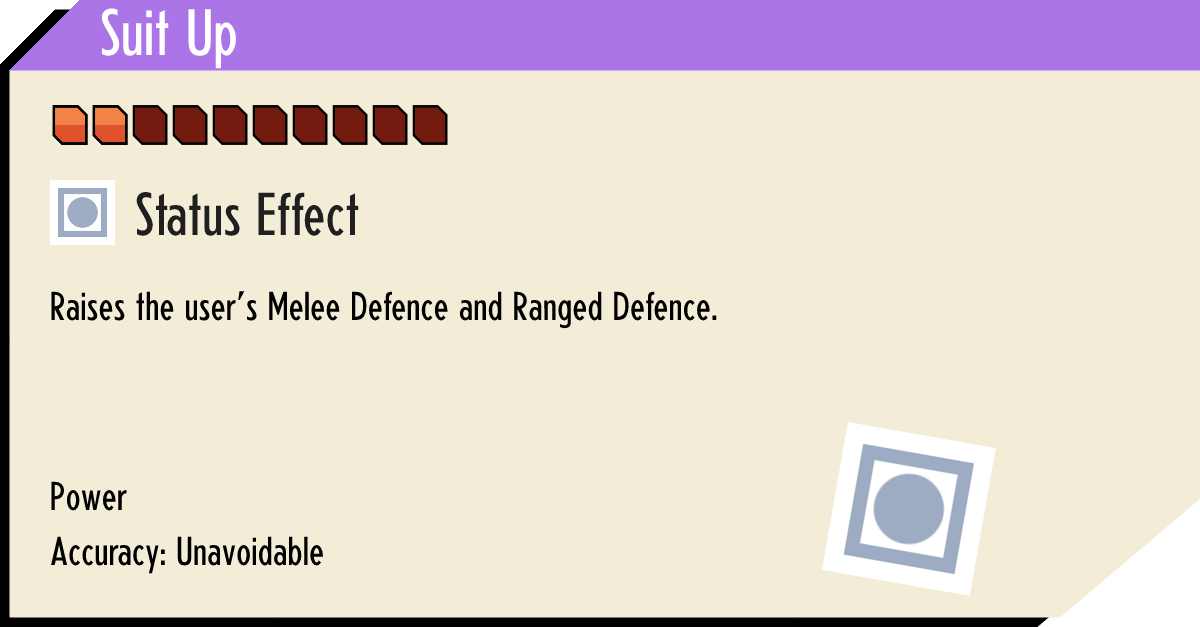 Suit Up
Status Effect
Raises the user's Melee Defence and Ranged Defence.
Power
Accuracy: Unavoidable